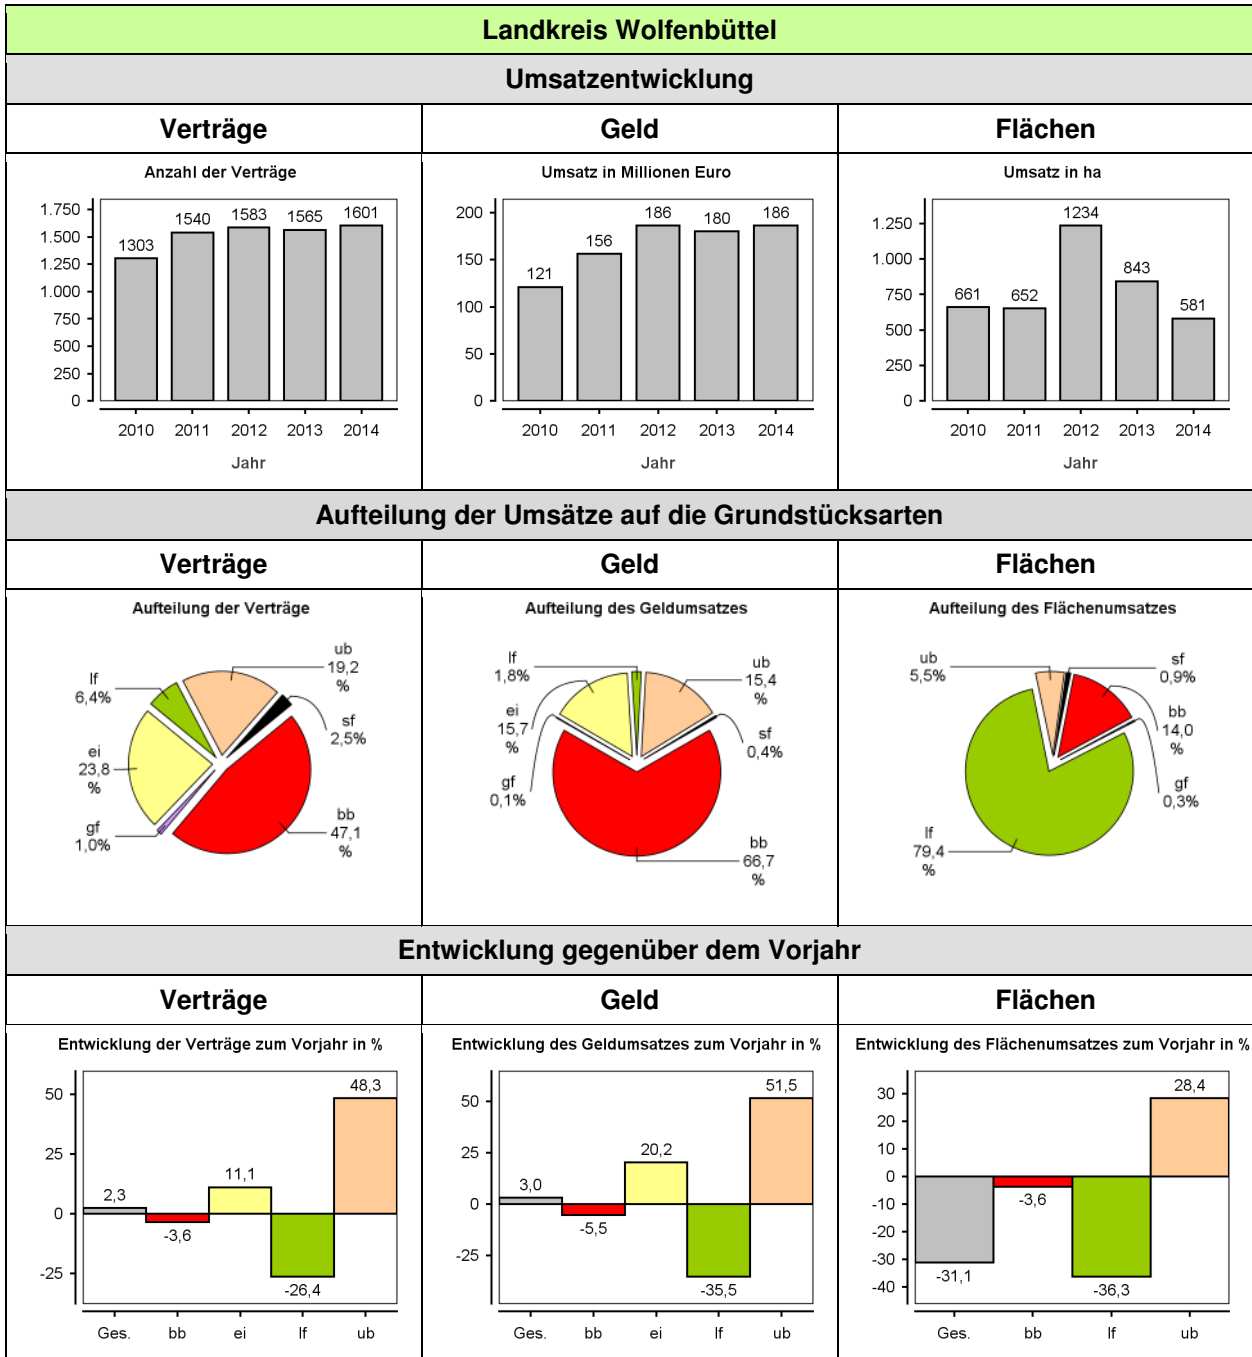 Landkreis Wolfenbüttel
Umsatzentwicklung
Verträge
Geld
Flächen
Anzahl der Verträge
1.750
1.500
1.250
1.000
750
500
250
0
1303
1540
1583
1565
1601
2010 2011 2012 2013 2014
Jahr
Umsatz in Millionen Euro
200
150
100
50
0
121
156
186
180
186
2010 2011 2012 2013 2014
Jahr
Umsatz in ha
1.250
1.000
750
500
250
0
661
652
1234
843
581
2010 2011 2012 2013 2014
Jahr
Aufteilung der Umsätze auf die Grundstücksarten
Verträge
Geld
Flächen
Aufteilung der Verträge
ub
19,2
%
lf
6,4%
sf
2,5%
ei
23,8
%
bb
47,1
%
gf
1,0%
Aufteilung des Geldumsatzes
lf
1,8%
ub
15,4
%
ei
15,7
%
sf
0,4%
gf
0,1%
bb
66,7
%
Aufteilung des Flächenumsatzes
ub
5,5%
sf
0,9%
bb
14,0
%
gf
0,3%
lf
79,4
%
Entwicklung gegenüber dem Vorjahr
Verträge
Geld
Flächen
Entwicklung der Verträge zum Vorjahr in %
50
25
0
-25
2,3
-3,6
11,1
-26,4
48,3
Ges. bb ei lf ub
Entwicklung des Geldumsatzes zum Vorjahr in %
50
25
0
-25
3,0
-5,5
20,2
-35,5
51,5
Ges. bb ei lf ub
Entwicklung des Flächenumsatzes zum Vorjahr in %
30
20
10
0
-10
-20
-30
-40
-31,1
-3,6
-36,3
28,4
Ges. bb lf ub